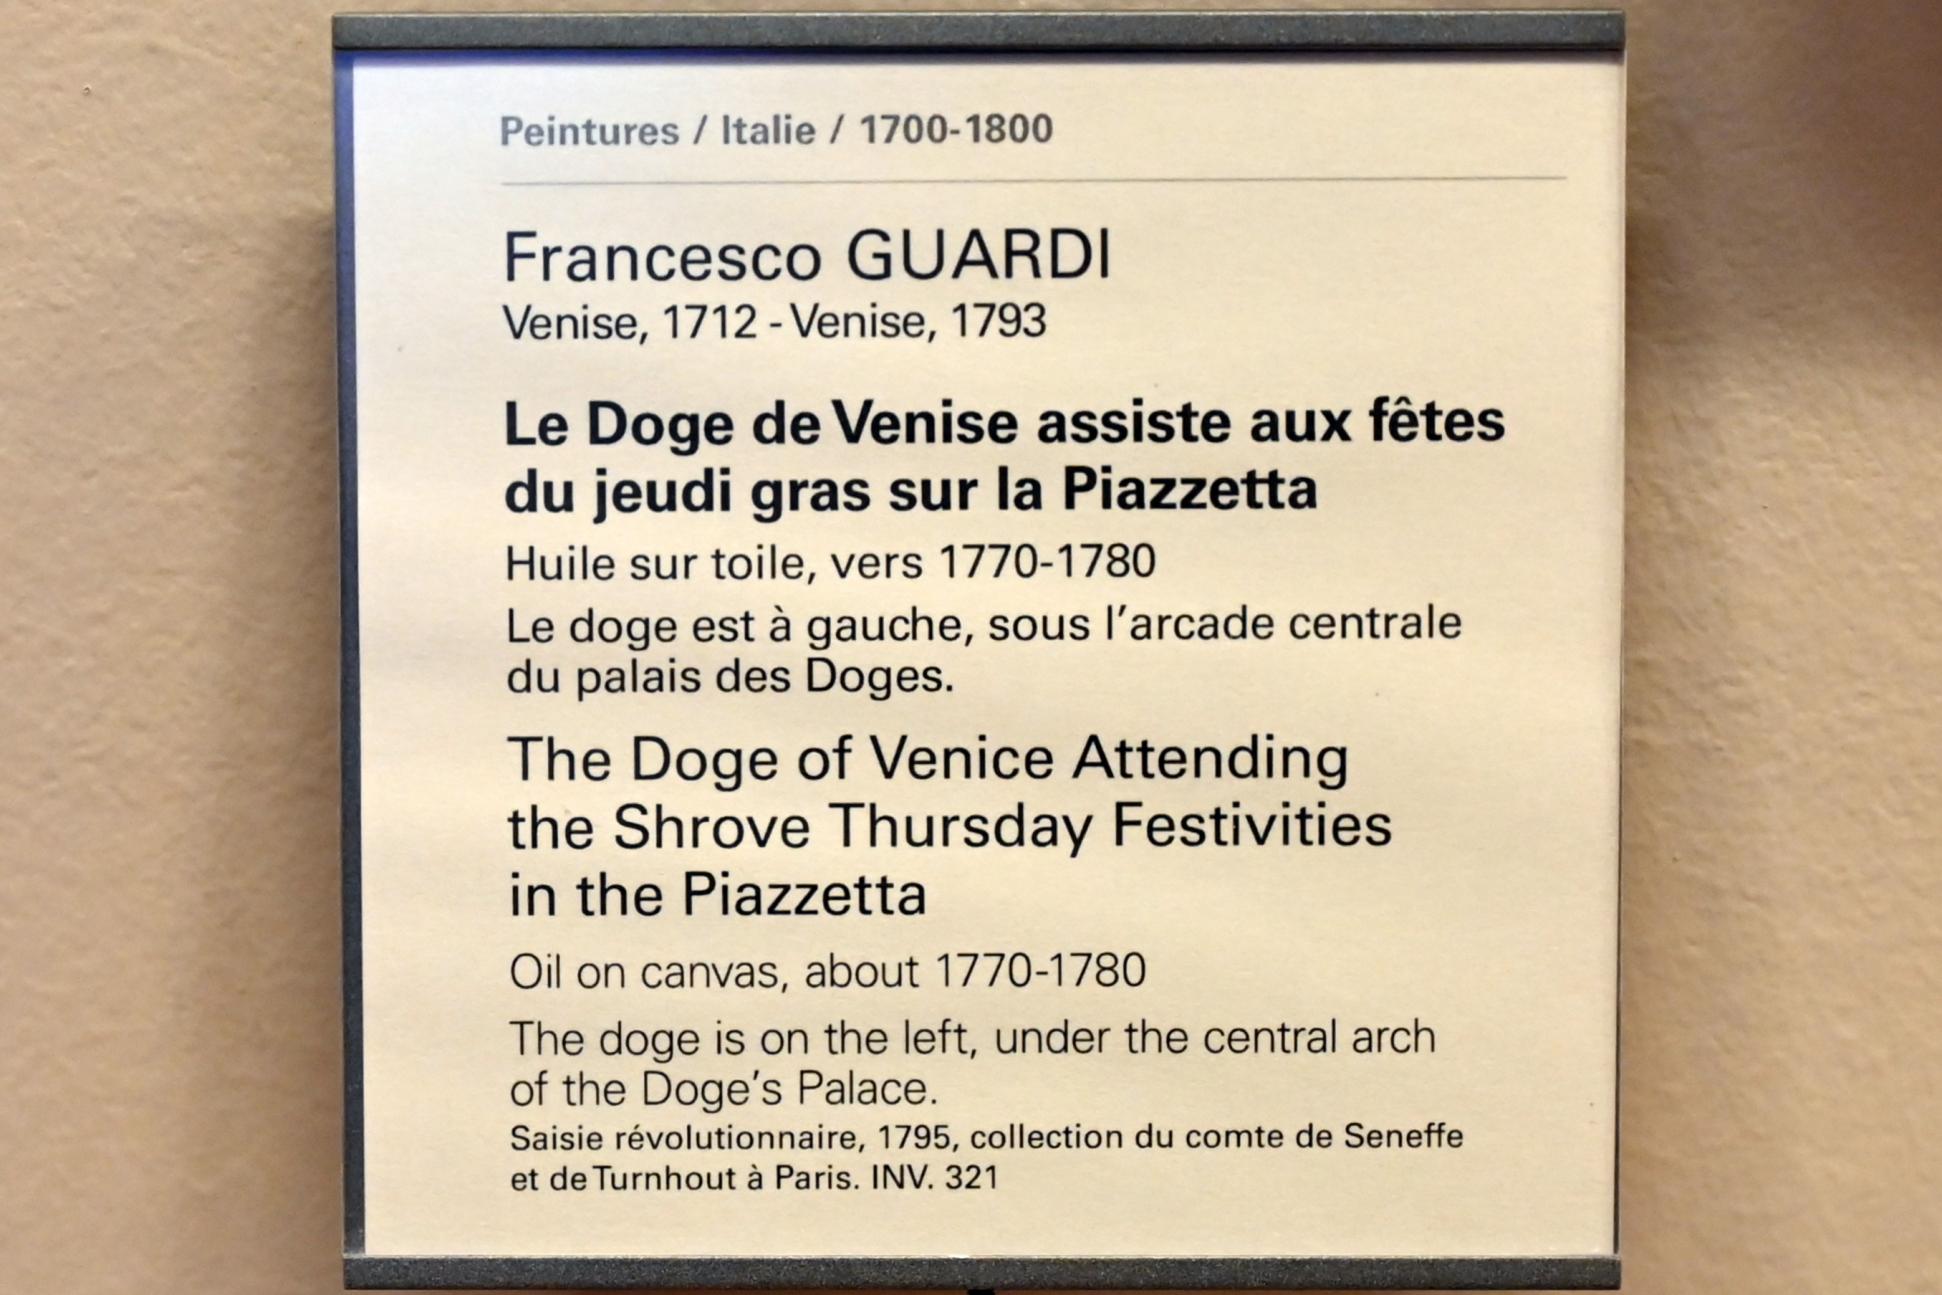 Peintures / Italie / 1700-1800
Francesco GUARDI
Venise, 1712 - Venise, 1793
Le Doge de Venise assiste aux fêtes
du jeudi gras sur la Piazzetta
Huile sur toile, vers 1770-1780
Le doge est à gauche, sous l'arcade centrale
du palais des Doges.
The Doge of Venice Attending
the Shrove Thursday Festivities
in the Piazzetta
Oil on canvas, about 1770-1780
The doge is on the left, under the central arch
of the Doge's Palace.
Saisie révolutionnaire, 1795, collection du comte de Seneffe
et de Turnhout à Paris. INV. 321